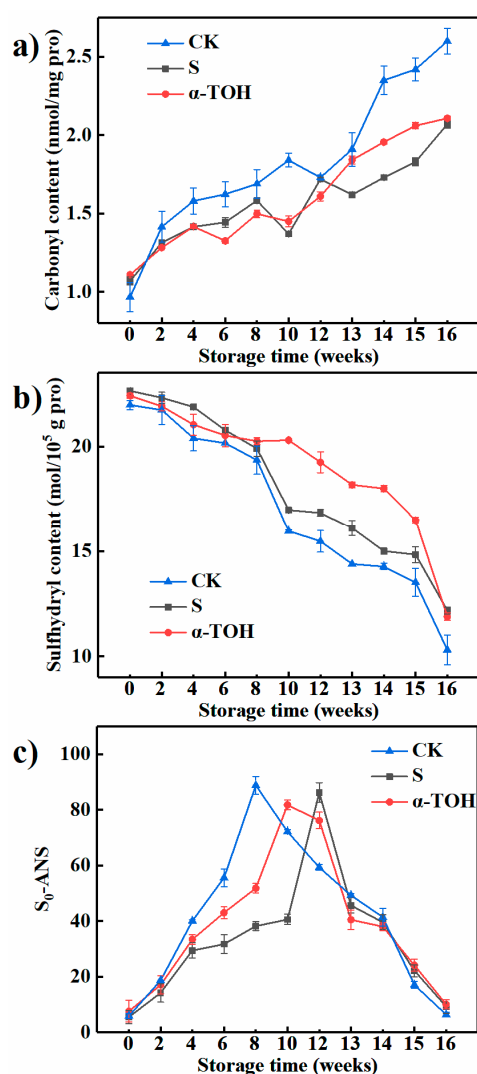 a)
CK
S
α-TOH
Carbonyl content (nmol/mg pro)
2.5
2.0
1.5
1.0
0 2 4 6 8 10 12 13 14 15 16
Storage time (weeks)
b)
Sulfhydryl content (mol/10⁵ g pro)
20
15
10
CK
S
α-TOH
0 2 4 6 8 10 12 13 14 15 16
Storage time (weeks)
c)
CK
S
α-TOH
S₀-ANS
100
80
60
40
20
0
0 2 4 6 8 10 12 13 14 15 16
Storage time (weeks)